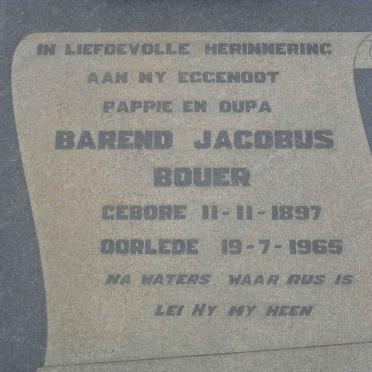 IN LIEFDEVOLLE HERINNERING
AAN MY EGGENOOT
PAPPIE EN OUPA
BAREND JACOBUS
BOUER
GEBORE 11-11-1897
OORLEDE 19-7-1965
NA WATERS WAAR RUS IS
LEI HY MY HEEN